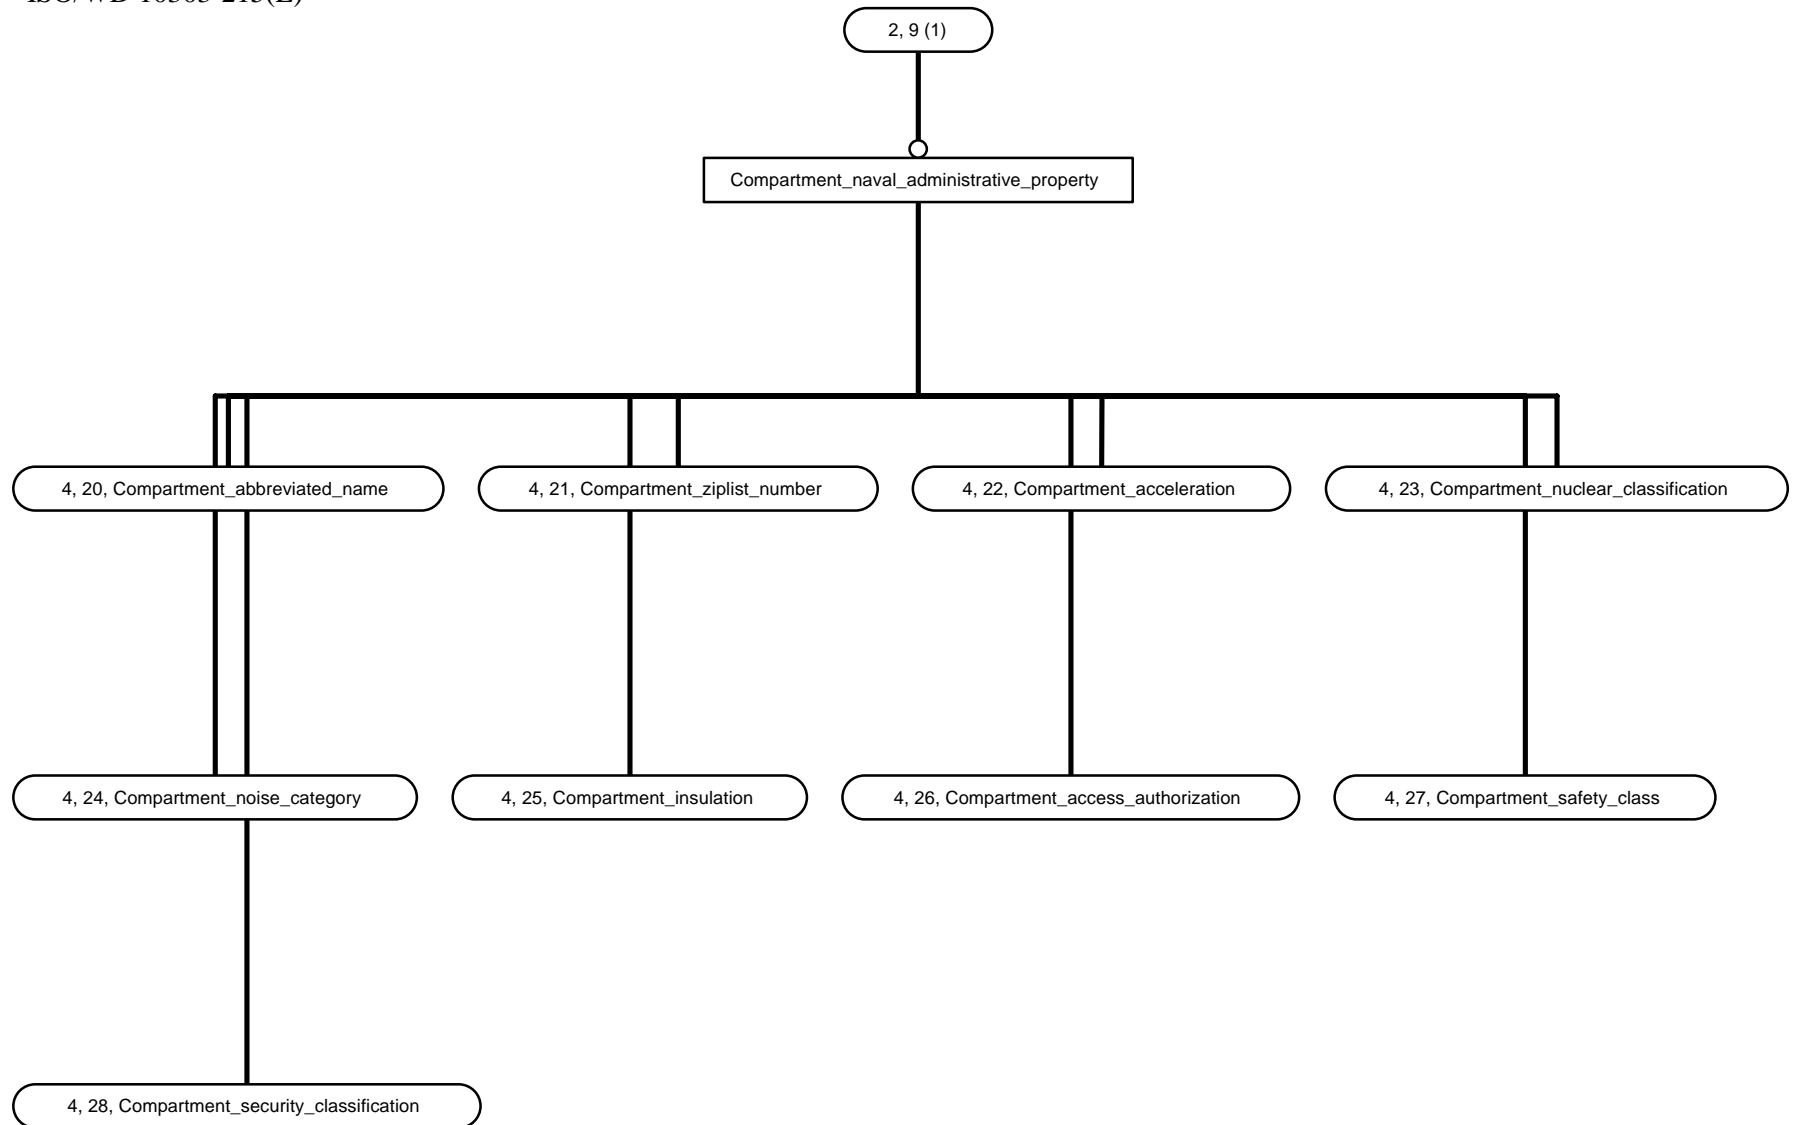 ISO/WD 10303-215(E)
2, 9 (1)
Compartment_naval_administrative_property
4, 20, Compartment_abbreviated_name
4, 21, Compartment_ziplist_number
4, 22, Compartment_acceleration
4, 23, Compartment_nuclear_classification
4, 24, Compartment_noise_category
4, 25, Compartment_insulation
4, 26, Compartment_access_authorization
4, 27, Compartment_safety_class
4, 28, Compartment_security_classification